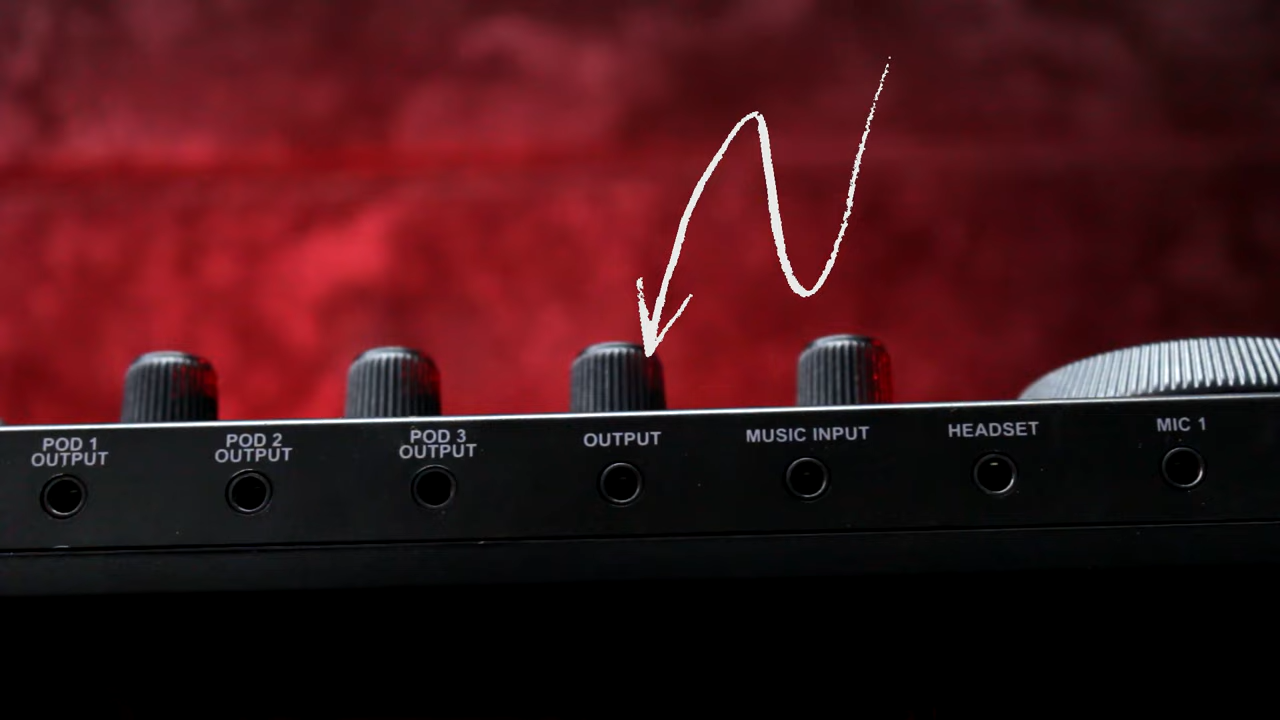 POD 1
OUTPUT
POD 2
OUTPUT
POD 3
OUTPUT
OUTPUT
MUSIC INPUT
HEADSET
MIC 1